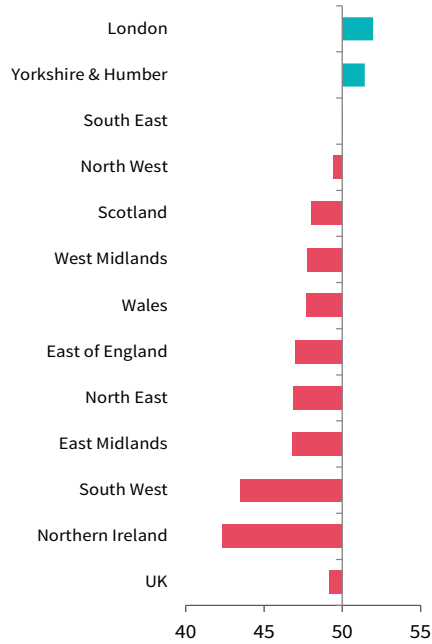 London
Yorkshire & Humber
South East
North West
Scotland
West Midlands
Wales
East of England
North East
East Midlands
South West
Northern Ireland
UK
40 45 50 55